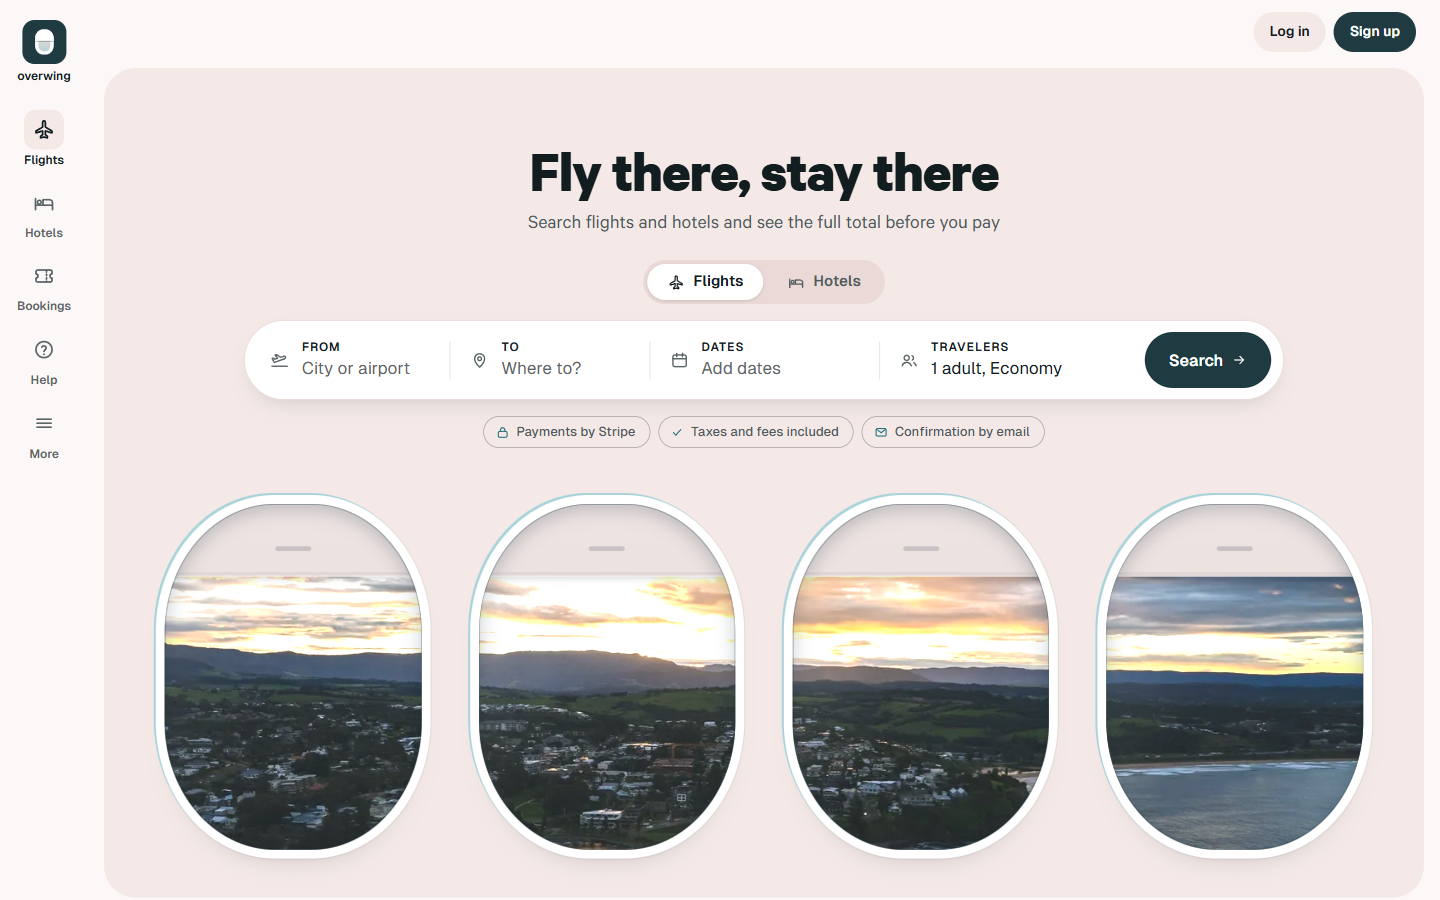 overwing
Flights
Hotels
Bookings
Help
More
Log in
Sign up
Fly there, stay there
Search flights and hotels and see the full total before you pay
Flights
Hotels
FROM
City or airport
TO
Where to?
DATES
Add dates
TRAVELERS
1 adult, Economy
Search
Payments by Stripe
Taxes and fees included
Confirmation by email